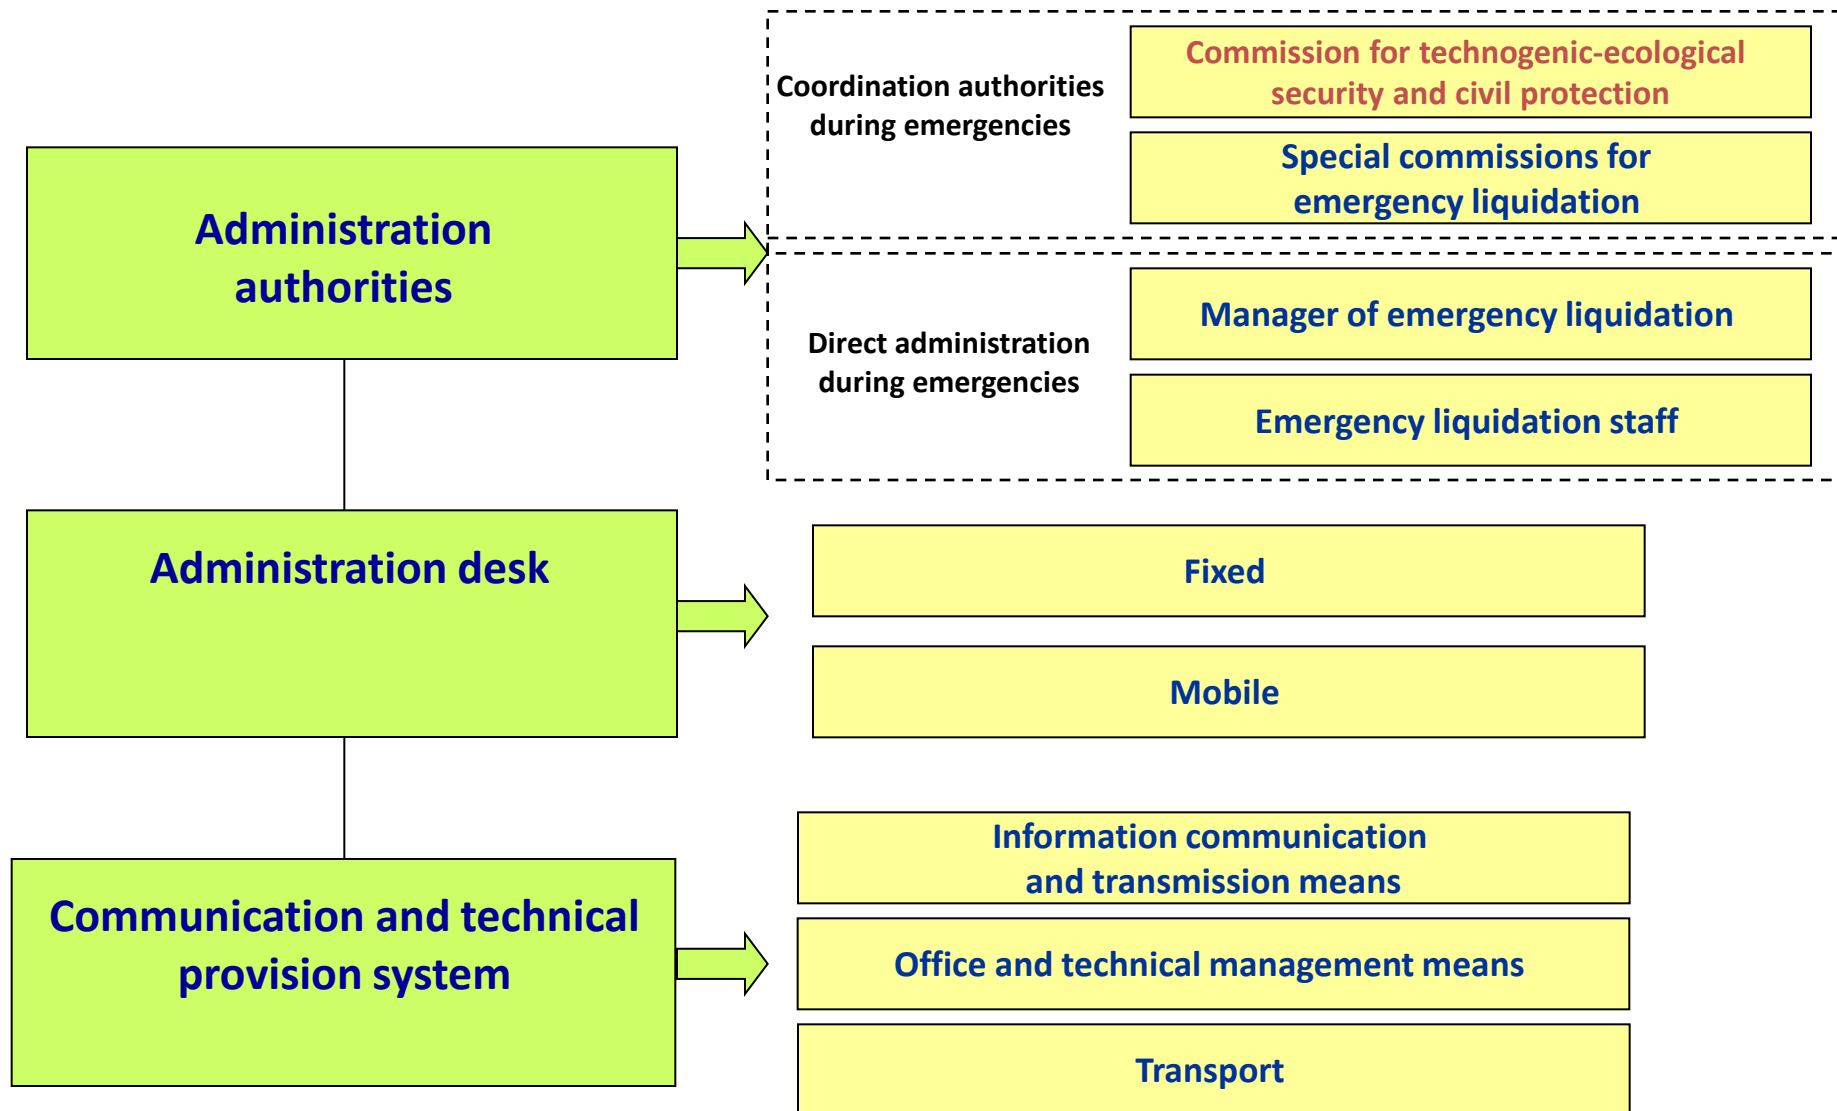 Administration
authorities
Coordination authorities
during emergencies
Commission for technogenic-ecological
security and civil protection
Special commissions for
emergency liquidation
Direct administration
during emergencies
Manager of emergency liquidation
Emergency liquidation staff
Administration desk
Fixed
Mobile
Communication and technical
provision system
Information communication
and transmission means
Office and technical management means
Transport